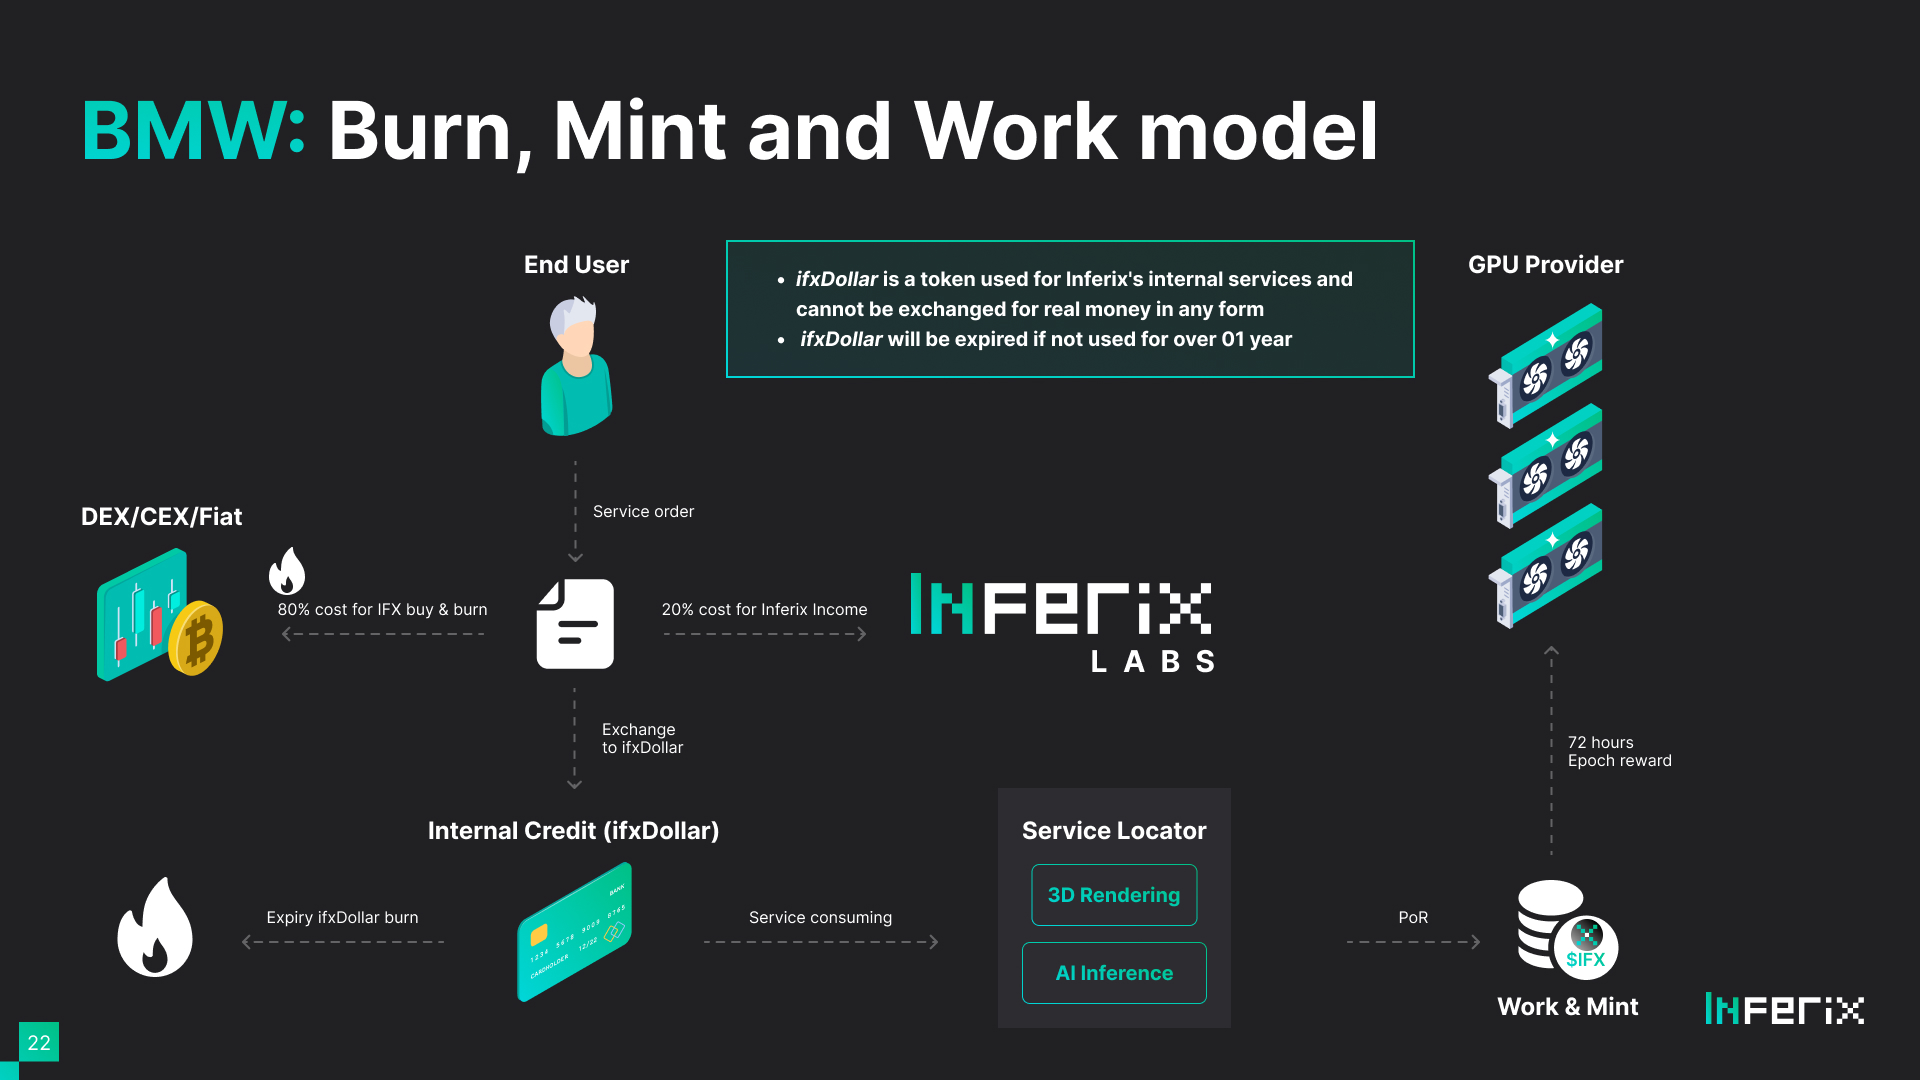 BMW: Burn, Mint and Work model
End User
• ifxDollar is a token used for Inferix's internal services and
cannot be exchanged for real money in any form
• ifxDollar will be expired if not used for over 01 year
GPU Provider
Service order
DEX/CEX/Fiat
80% cost for IFX buy & burn
20% cost for Inferix Income
INFERIX
LABS
Exchange
to ifxDollar
72 hours
Epoch reward
Internal Credit (ifxDollar)
Service Locator
3D Rendering
AI Inference
Expiry ifxDollar burn
BANK
1234 5678 9009 8765
12/22
CARDHOLDER
Service consuming
PoR
$IFX
Work & Mint
INFERIX
22